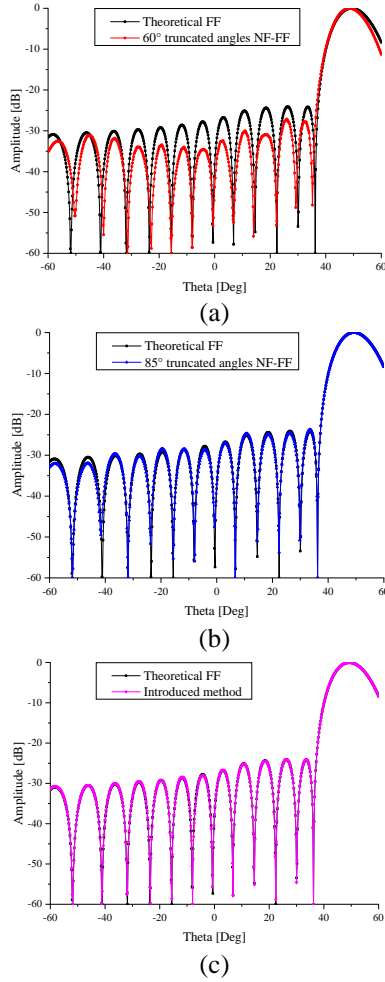 Theoretical FF
60° truncated angles NF-FF
Amplitude [dB]
0
-10
-20
-30
-40
-50
-60
-60
-40
-20
0
20
40
60
Theta [Deg]
(a)
Theoretical FF
85° truncated angles NF-FF
Amplitude [dB]
0
-10
-20
-30
-40
-50
-60
-60
-40
-20
0
20
40
60
Theta [Deg]
(b)
Theoretical FF
Introduced method
Amplitude [dB]
0
-10
-20
-30
-40
-50
-60
-60
-40
-20
0
20
40
60
Theta [Deg]
(c)